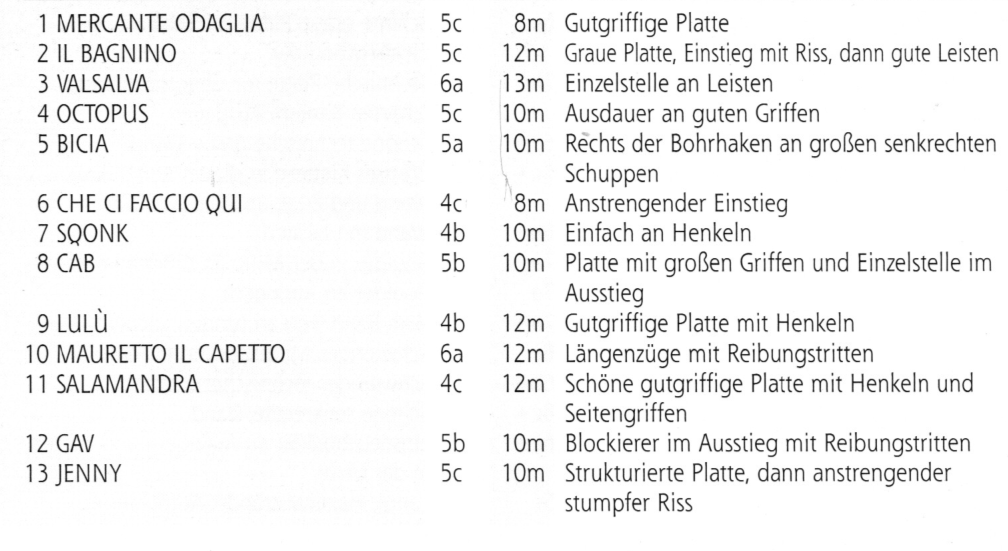 1 MERCANTE ODAGLIA 5c 8m Gutgriffige Platte
2 IL BAGNINO 5c 12m Graue Platte, Einstieg mit Riss, dann gute Leisten
3 VALSALVA 6a 13m Einzelstelle an Leisten
4 OCTOPUS 5c 10m Ausdauer an guten Griffen
5 BICIA 5a 10m Rechts der Bohrhaken an großen senkrechten
Schuppen
6 CHE CI FACCIO QUI 4c 8m Anstrengender Einstieg
7 SQONK 4b 10m Einfach an Henkeln
8 CAB 5b 10m Platte mit großen Griffen und Einzelstelle im
Ausstieg
9 LULÙ 4b 12m Gutgriffige Platte mit Henkeln
10 MAURETTO IL CAPETTO 6a 12m Längenzüge mit Reibungstritten
11 SALAMANDRA 4c 12m Schöne gutgriffige Platte mit Henkeln und
Seitengriffen
12 GAV 5b 10m Blockierer im Ausstieg mit Reibungstritten
13 JENNY 5c 10m Strukturierte Platte, dann anstrengender
stumpfer Riss